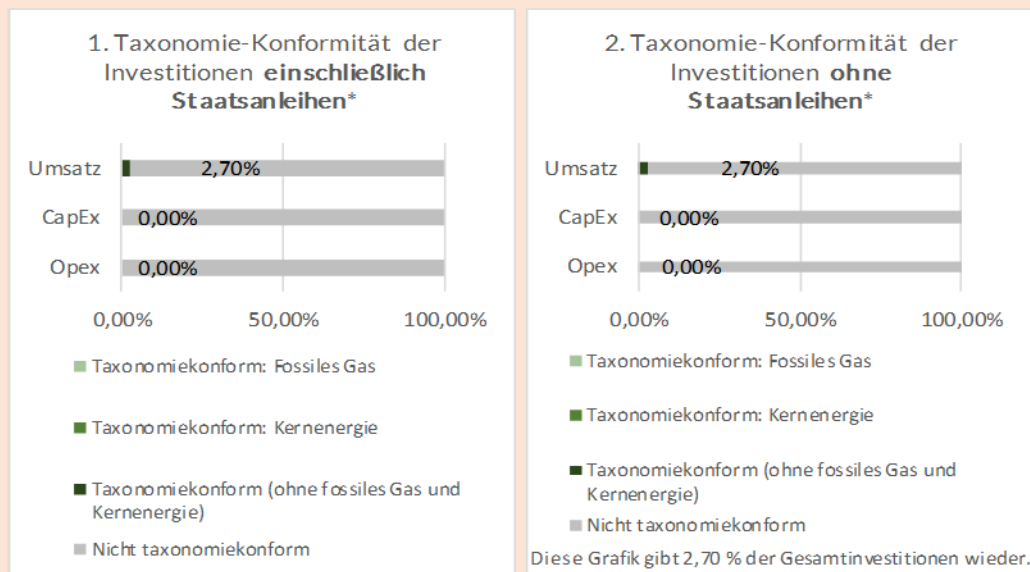 1. Taxonomie-Konformität der
Investitionen einschließlich
Staatsanleihen*
Umsatz
2,70%
CapEx
0,00%
Opex
0,00%
0,00%
50,00%
100,00%
Taxonomiekonform: Fossiles Gas
Taxonomiekonform: Kernenergie
Taxonomiekonform (ohne fossiles Gas und
Kernenergie)
Nicht taxonomiekonform
2. Taxonomie-Konformität der
Investitionen ohne
Staatsanleihen*
Umsatz
2,70%
CapEx
0,00%
Opex
0,00%
0,00%
50,00%
100,00%
Taxonomiekonform: Fossiles Gas
Taxonomiekonform: Kernenergie
Taxonomiekonform (ohne fossiles Gas und
Kernenergie)
Nicht taxonomiekonform
Diese Grafik gibt 2,70 % der Gesamtinvestitionen wieder.